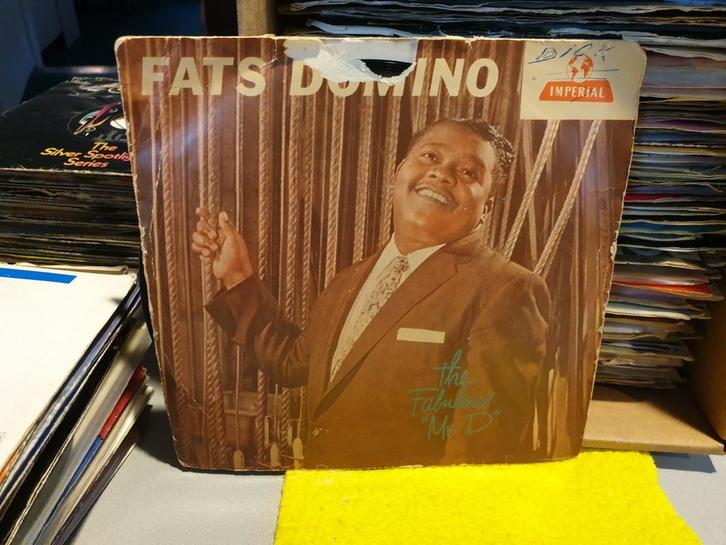 FATS DOMINO
IMPERIAL
The
Silver Spotlight
Series
the
Fabulous
"Mr. D"